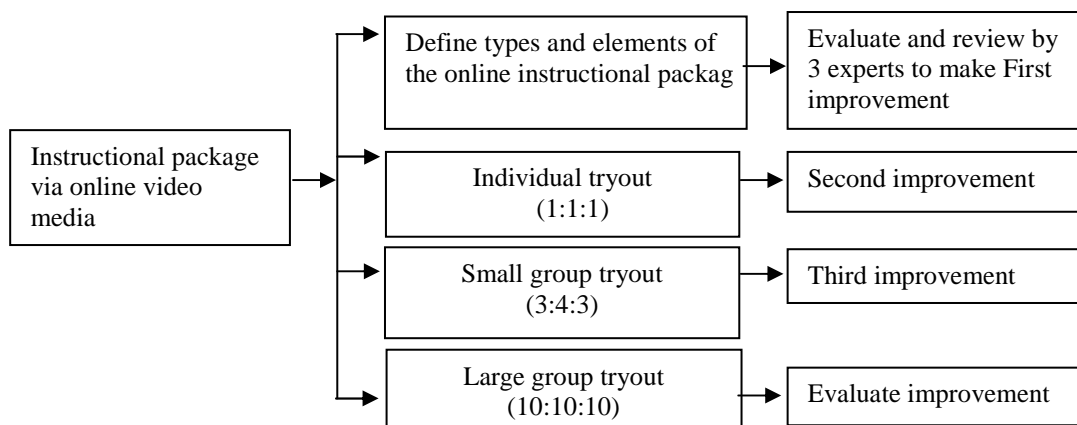 Define types and elements of
the online instructional packag
Evaluate and review by
3 experts to make First
improvement
Instructional package
via online video
media
Individual tryout
(1:1:1)
Second improvement
Small group tryout
(3:4:3)
Third improvement
Large group tryout
(10:10:10)
Evaluate improvement